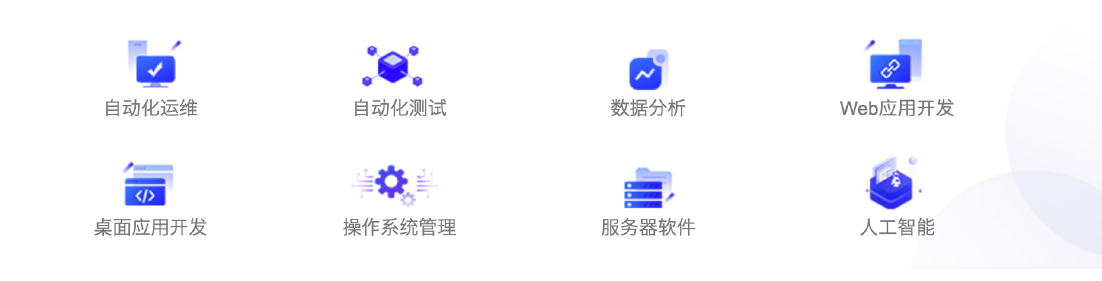 自动化运维
自动化测试
数据分析
Web应用开发
桌面应用开发
操作系统管理
服务器软件
人工智能